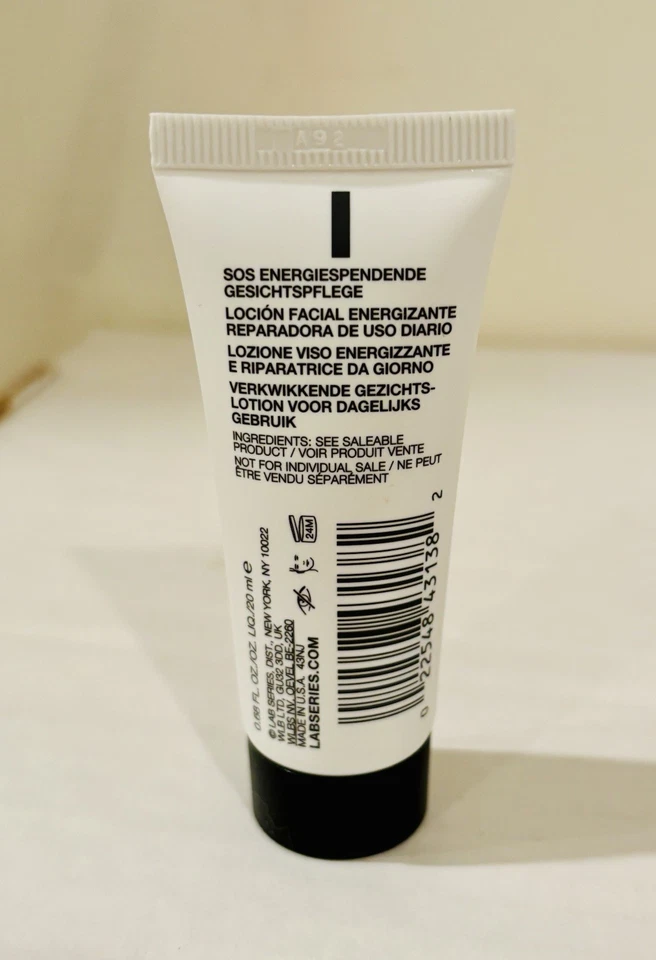 A92
SOS ENERGIESPENDENDE
GESICHTSPFLEGE
LOCIÓN FACIAL ENERGIZANTE
REPARADORA DE USO DIARIO
LOZIONE VISO ENERGIZZANTE
E RIPARATRICE DA GIORNO
VERKWIKKENDE GEZICHTS-
LOTION VOOR DAGELIJKS
GEBRUIK
INGREDIENTS: SEE SALEABLE
PRODUCT / VOIR PRODUIT VENTE
NOT FOR INDIVIDUAL SALE / NE PEUT
ÊTRE VENDU SÉPARÉMENT
0.68 FL. OZ./OZ. LIQ./20 ml e
© LAB SERIES, DIST., NEW YORK, NY 10022
WLB LTD, GU32 3DD, UK
WLBS NV, OEVEL BE-2260
MADE IN U.S.A. 43NJ
LABSERIES.COM
24M
0 22548 43138 2